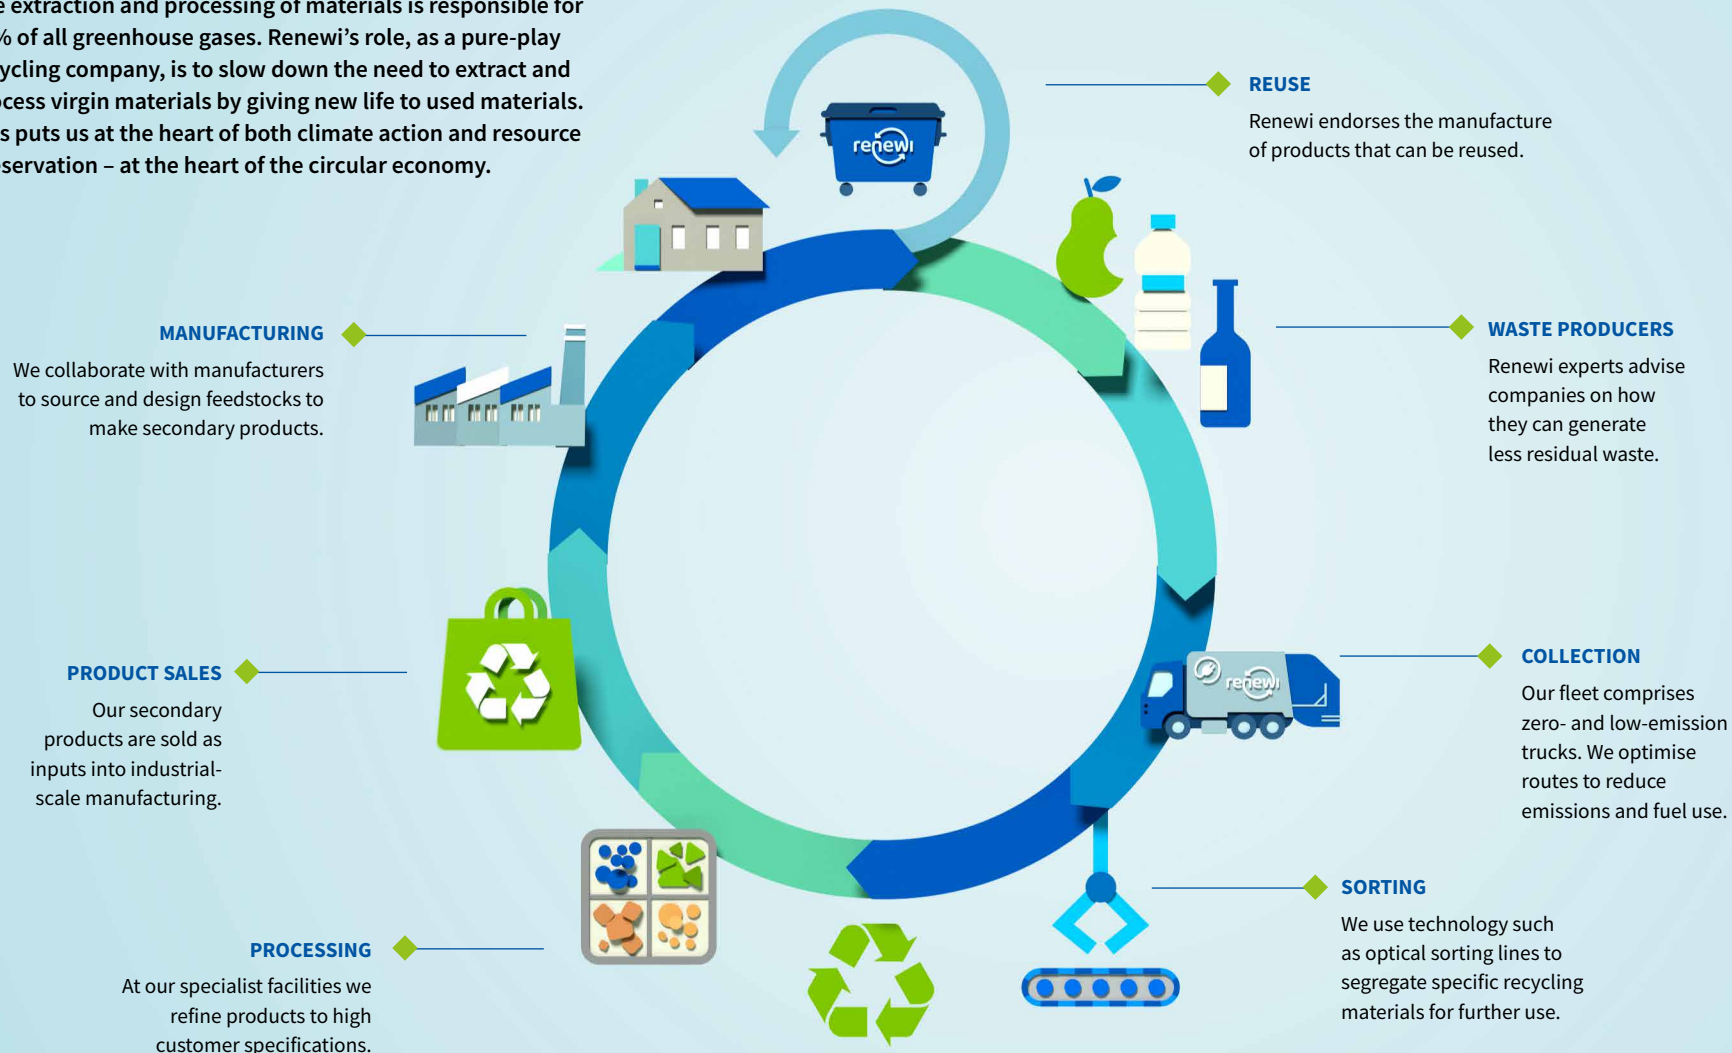 extraction and processing of materials is responsible for
% of all greenhouse gases. Renewi’s role, as a pure-play
company, is to slow down the need to extract and
virgin materials by giving new life to used materials.
puts us at the heart of both climate action and resource
– at the heart of the circular economy.
renewi
REUSE
Renewi endorses the manufacture
of products that can be reused.
MANUFACTURING
We collaborate with manufacturers
to source and design feedstocks to
make secondary products.
WASTE PRODUCERS
Renewi experts advise
companies on how
they can generate
less residual waste.
PRODUCT SALES
Our secondary
products are sold as
inputs into industrial-
scale manufacturing.
renewi
COLLECTION
Our fleet comprises
zero- and low-emission
trucks. We optimise
routes to reduce
emissions and fuel use.
PROCESSING
At our specialist facilities we
refine products to high
customer specifications.
SORTING
We use technology such
as optical sorting lines to
segregate specific recycling
materials for further use.